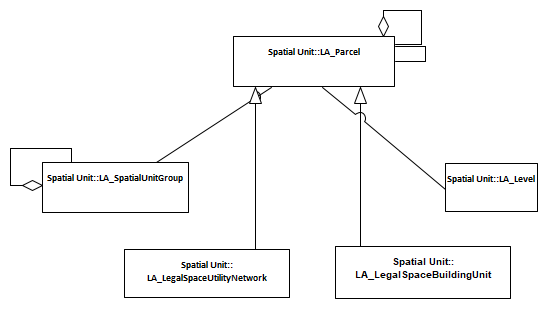 Spatial Unit::LA_Parcel
Spatial Unit::LA_SpatialUnitGroup
Spatial Unit::LA_Level
Spatial Unit::
LA_LegalSpaceUtilityNetwork
Spatial Unit::
LA_LegalSpaceBuildingUnit